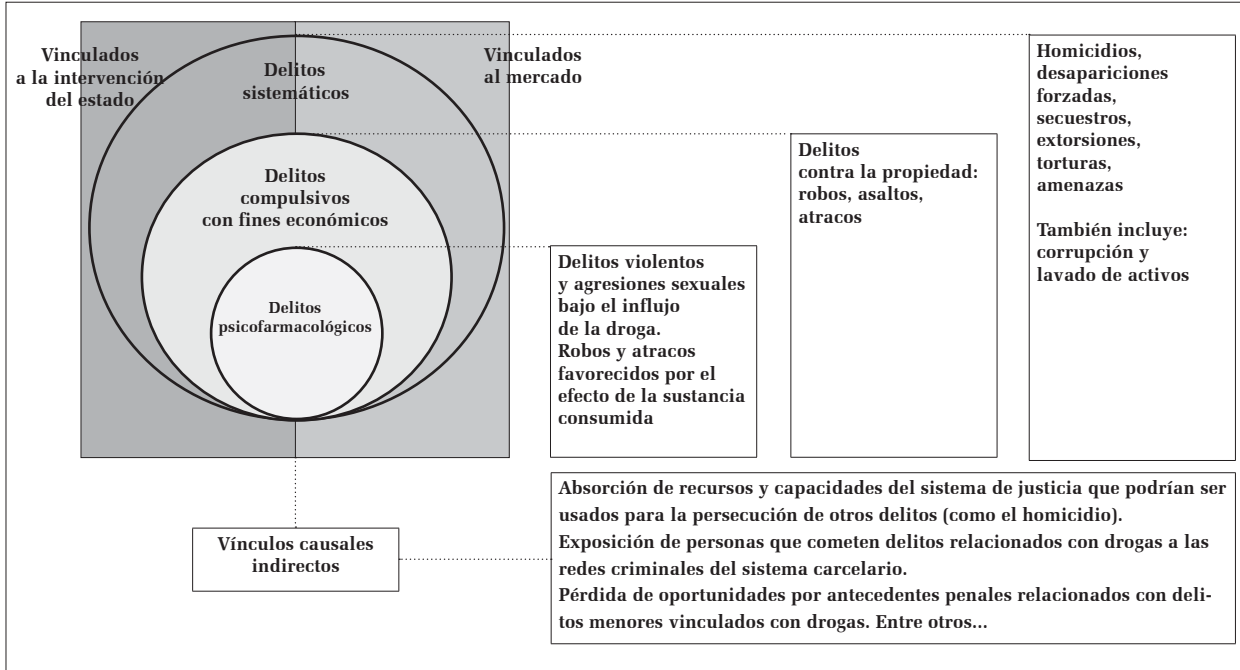 Vinculados
a la intervención
del estado
Delitos
sistemáticos
Vinculados
al mercado
Delitos
compulsivos
con fines económicos
Delitos
psicofarmacológicos
Delitos violentos
y agresiones sexuales
bajo el influjo
de la droga.
Robos y atracos
favorecidos por el
efecto de la sustancia
consumida
Delitos
contra la propiedad:
robos, asaltos,
atracos
Homicidios,
desapariciones
forzadas,
secuestros,
extorsiones,
torturas,
amenazas
También incluye:
corrupción y
lavado de activos
Vínculos causales
indirectos
Absorción de recursos y capacidades del sistema de justicia que podrían ser
usados para la persecución de otros delitos (como el homicidio).
Exposición de personas que cometen delitos relacionados con drogas a las
redes criminales del sistema carcelario.
Pérdida de oportunidades por antecedentes penales relacionados con deli-
tos menores vinculados con drogas. Entre otros...